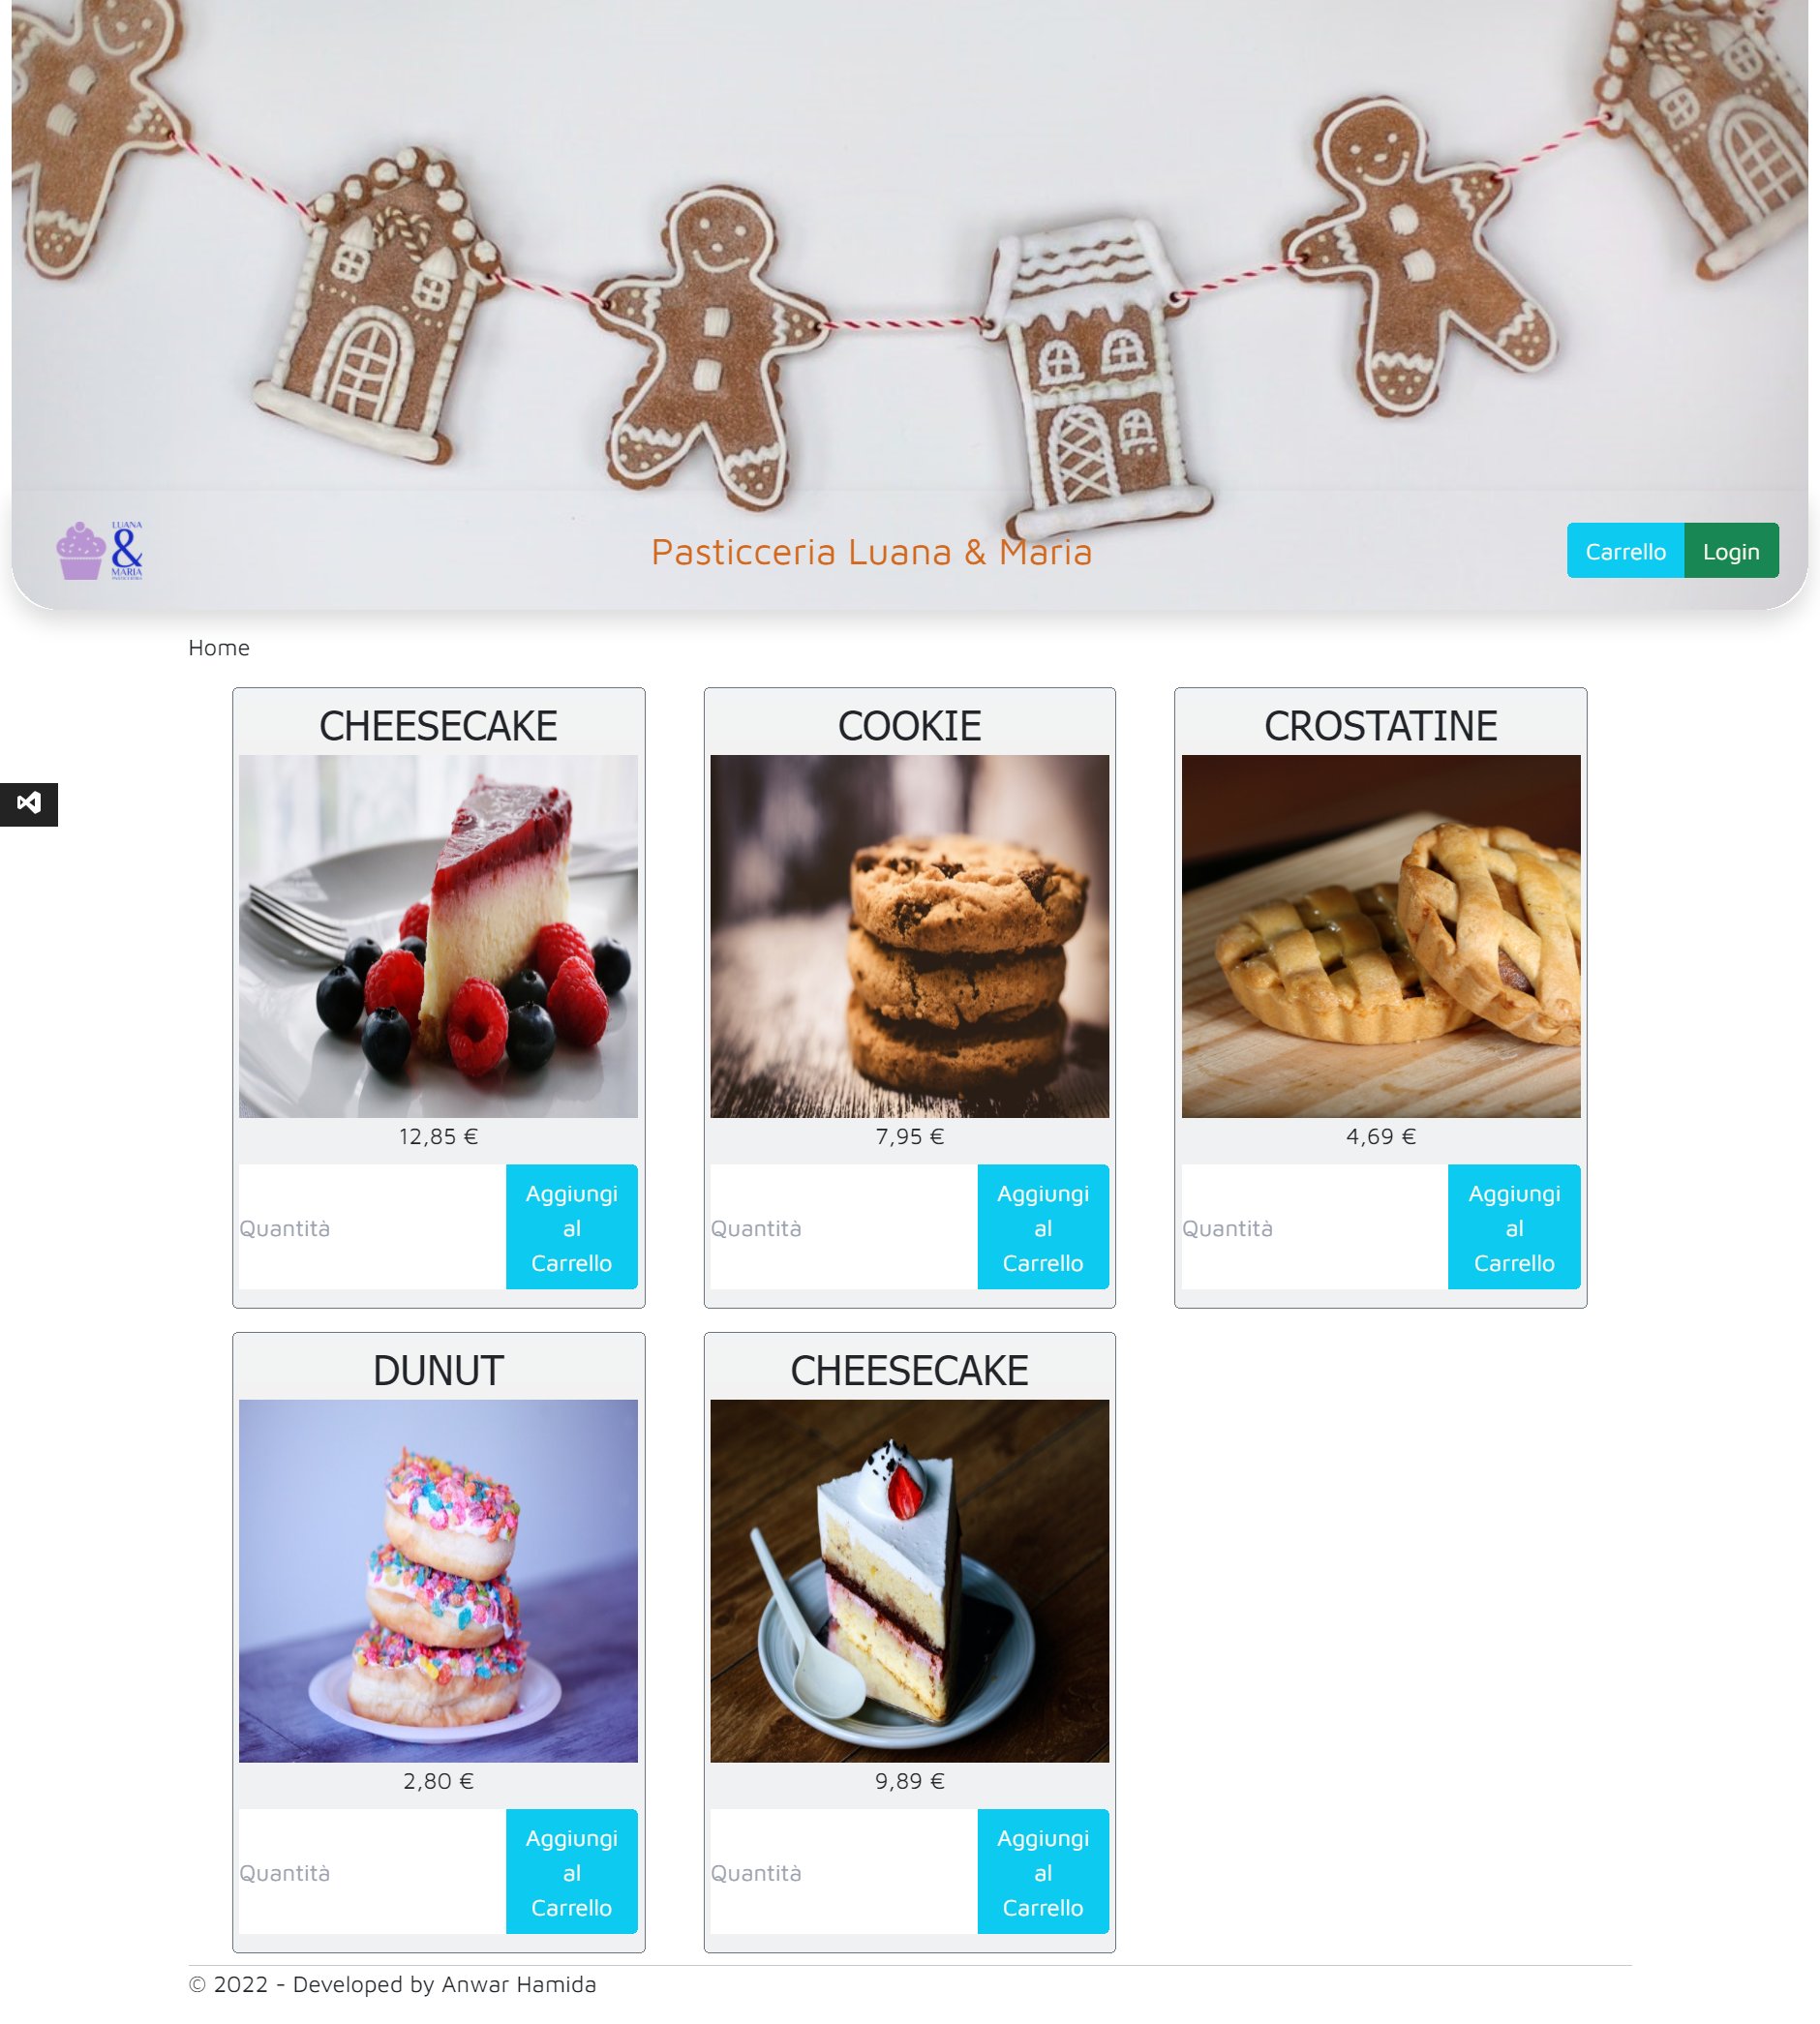 LUANA
&
MARIA
Pasticceria Luana & Maria
Carrello
Login
Home
CHEESECAKE
12,85 €
Quantità
Aggiungi
al
Carrello
COOKIE
7,95 €
Quantità
Aggiungi
al
Carrello
CROSTATINE
4,69 €
Quantità
Aggiungi
al
Carrello
DUNUT
2,80 €
Quantità
Aggiungi
al
Carrello
CHEESECAKE
9,89 €
Quantità
Aggiungi
al
Carrello
© 2022 - Developed by Anwar Hamida